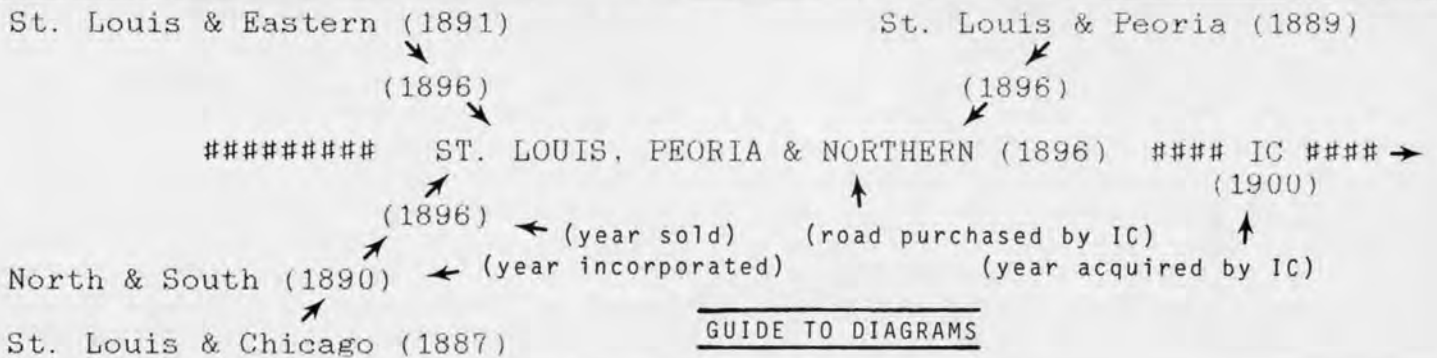 St. Louis & Eastern (1891) St. Louis & Peoria (1889)
(1896) (1896)
######### ST. LOUIS, PEORIA & NORTHERN (1896) #### IC ####
(1900)
(1896)
(year sold) (road purchased by IC)
(year incorporated) (year acquired by IC)
North & South (1890)
GUIDE TO DIAGRAMS
St. Louis & Chicago (1887)